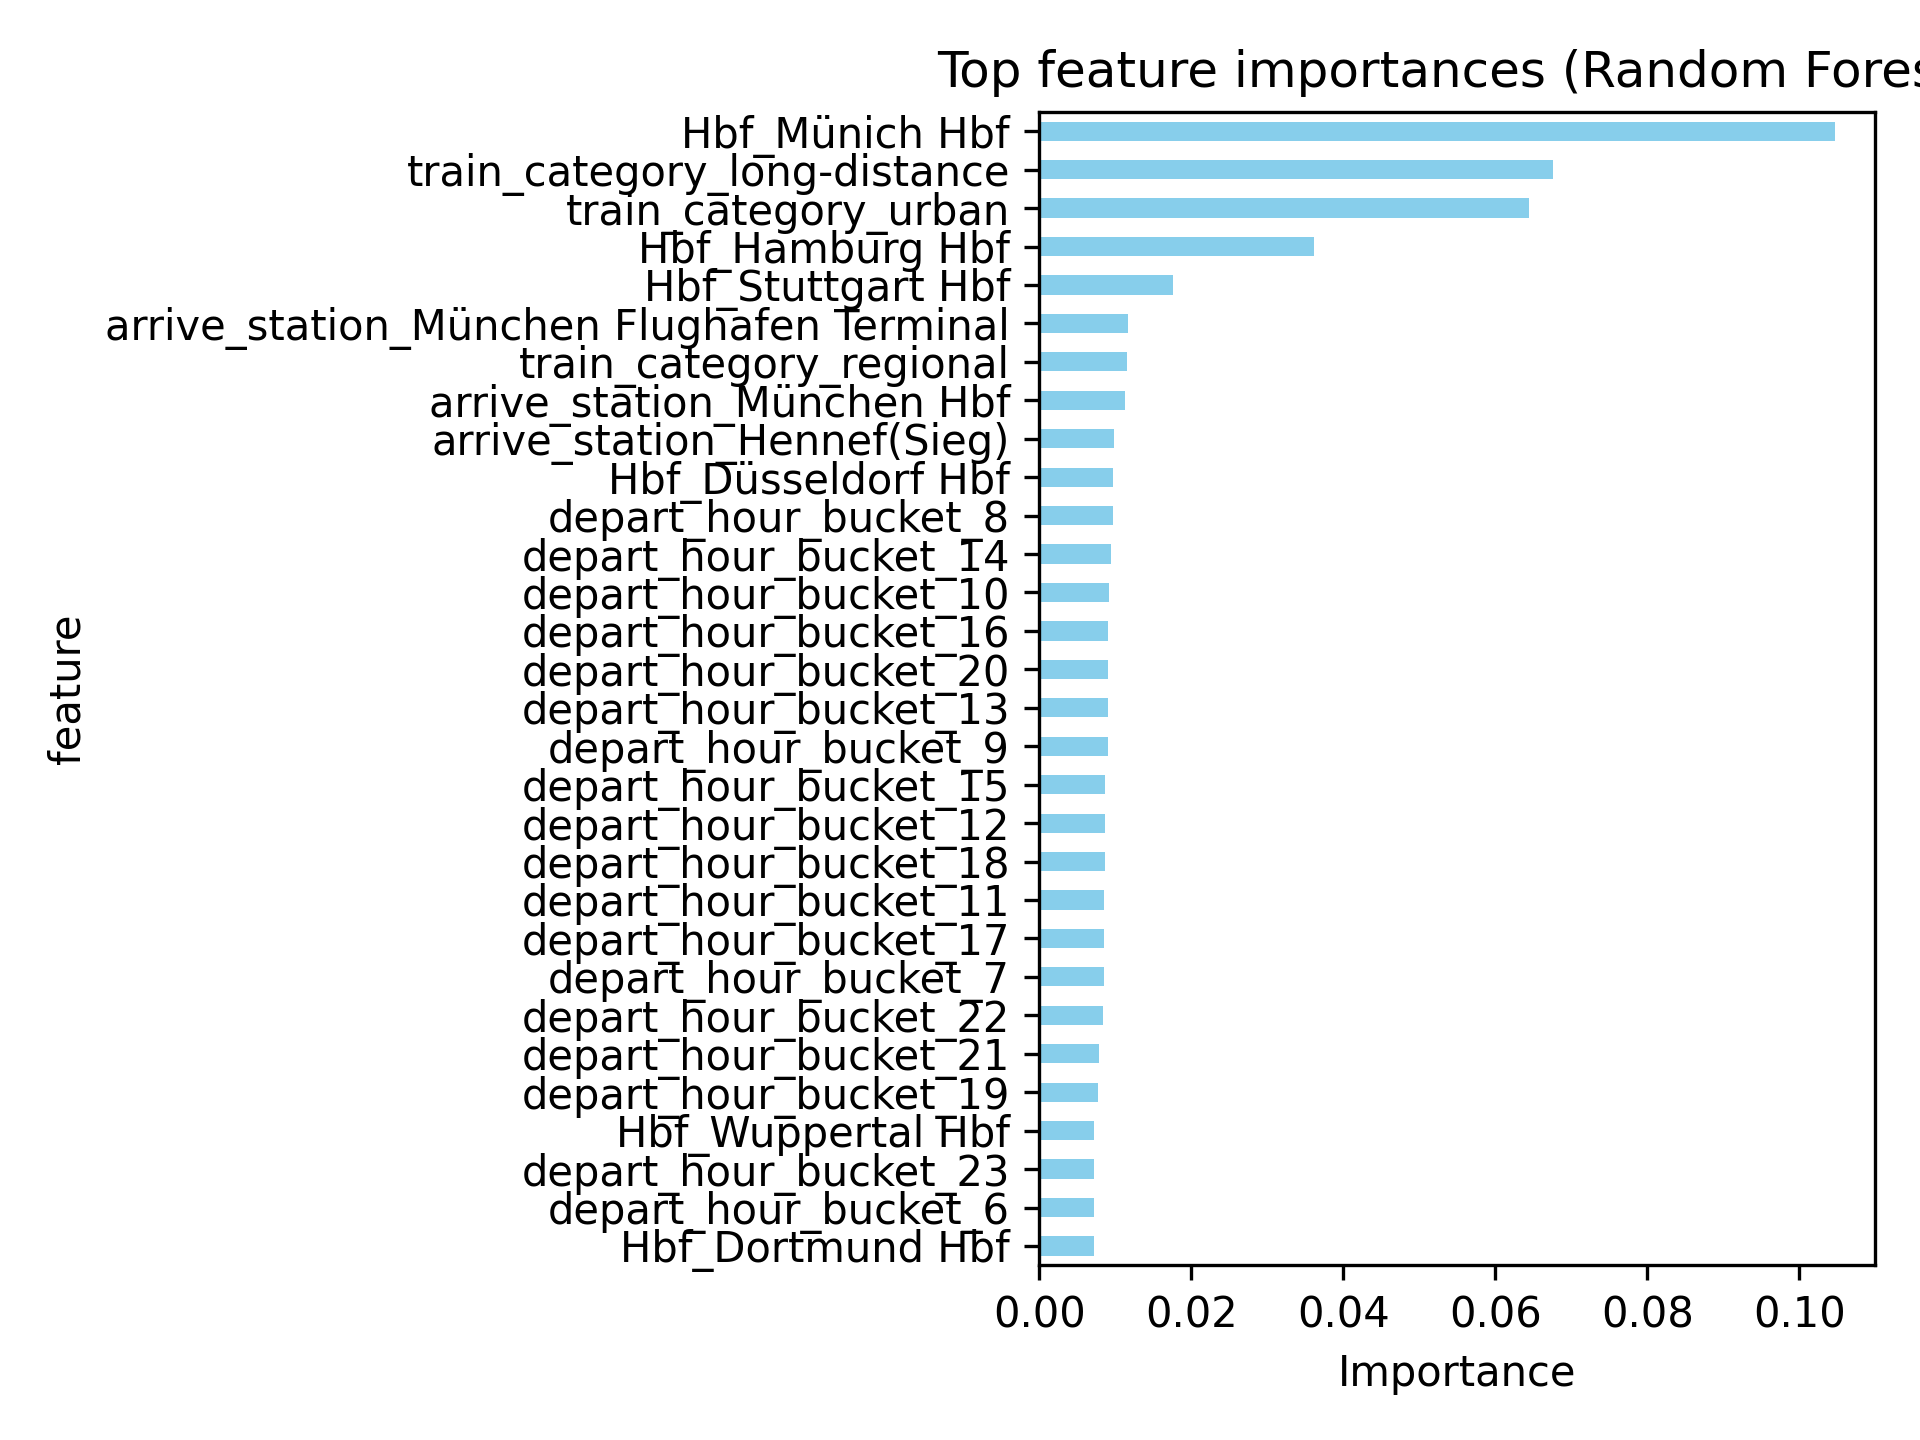 Top feature importances (Random Fores
Hbf_Münich Hbf
train_category_long-distance
train_category_urban
Hbf_Hamburg Hbf
Hbf_Stuttgart Hbf
arrive_station_München Flughafen Terminal
train_category_regional
arrive_station_München Hbf
arrive_station_Hennef(Sieg)
Hbf_Düsseldorf Hbf
depart_hour_bucket_8
depart_hour_bucket_14
depart_hour_bucket_10
depart_hour_bucket_16
depart_hour_bucket_20
depart_hour_bucket_13
depart_hour_bucket_9
depart_hour_bucket_15
depart_hour_bucket_12
depart_hour_bucket_18
depart_hour_bucket_11
depart_hour_bucket_17
depart_hour_bucket_7
depart_hour_bucket_22
depart_hour_bucket_21
depart_hour_bucket_19
Hbf_Wuppertal Hbf
depart_hour_bucket_23
depart_hour_bucket_6
Hbf_Dortmund Hbf
feature
0.00 0.02 0.04 0.06 0.08 0.10
Importance